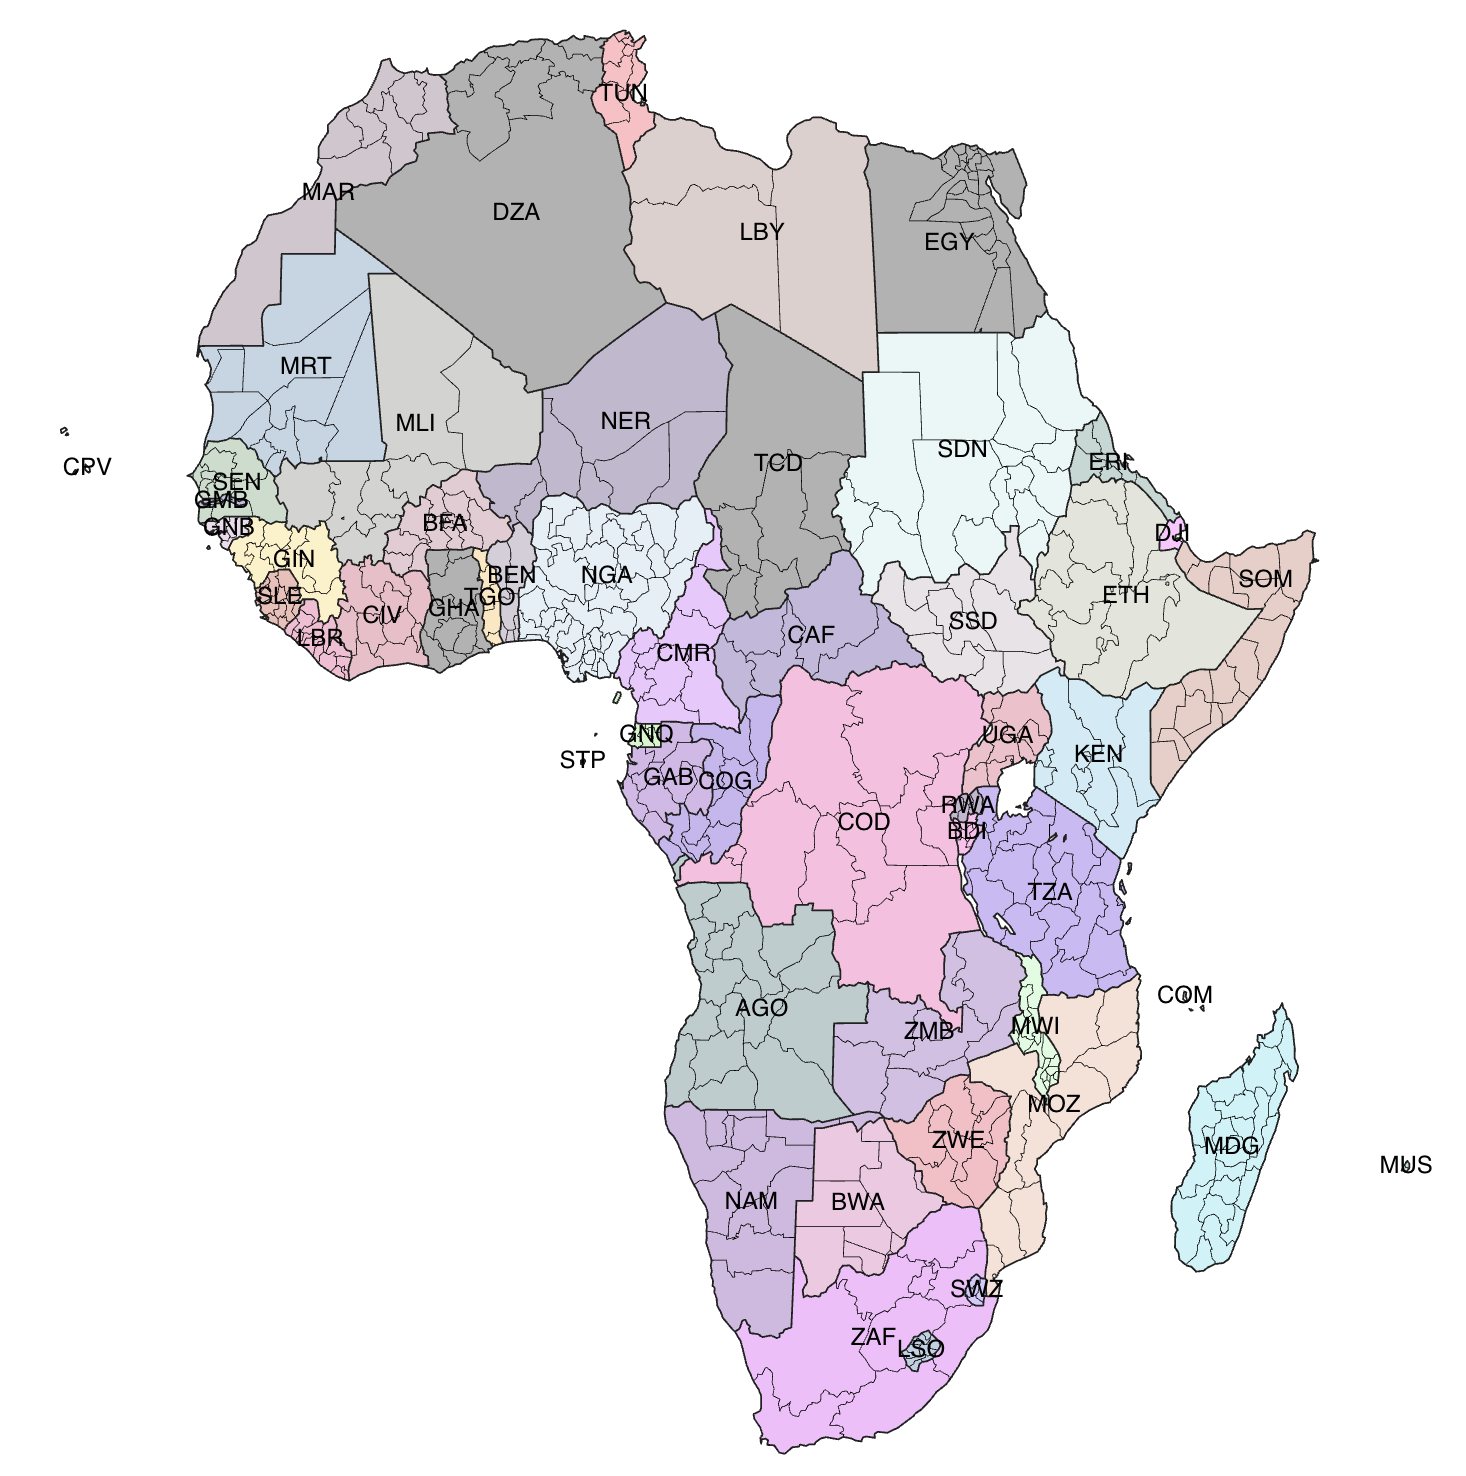 TUN
MAR
DZA
LBY
EGY
MRT
MLI
NER
TCD
SDN
CPV
SEN
ERI
GMB
GNB
BFA
DJI
GIN
BEN
NGA
SOM
SLE
TGO
ETH
CIV
GHA
LBR
CAF
SSD
CMR
GNQ
UGA
STP
KEN
GAB
COG
RWA
COD
BDI
TZA
COM
AGO
MWI
ZMB
MOZ
ZWE
MDG
MUS
NAM
BWA
SWZ
ZAF
LSO